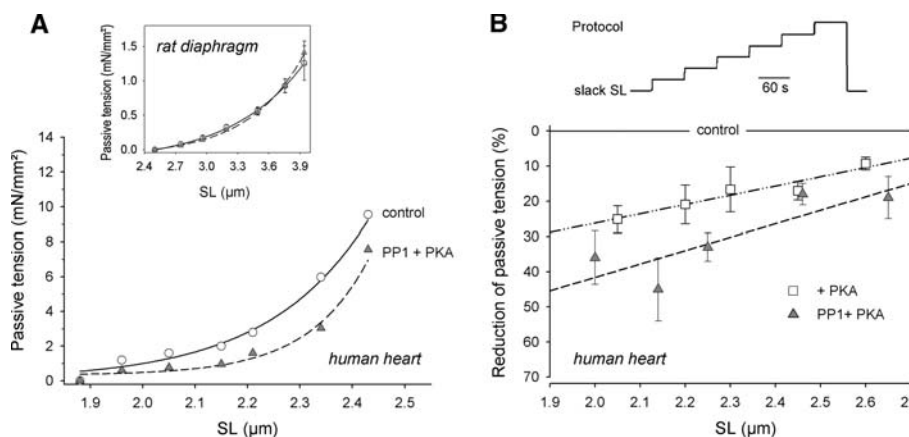 A
rat diaphragm
Passive tension (mN/mm²)
1.5
1.0
0.5
0.0
2.4 2.7 3.0 3.3 3.6 3.9
SL (µm)
Passive tension (mN/mm²)
14
12
10
8
6
4
2
0
control
PP1 + PKA
human heart
1.9 2.0 2.1 2.2 2.3 2.4 2.5
SL (µm)
B
Protocol
slack SL
60 s
Reduction of passive tension (%)
0
10
20
30
40
50
60
70
control
+ PKA
PP1+ PKA
human heart
1.9 2.0 2.1 2.2 2.3 2.4 2.5 2.6 2.7
SL (µm)